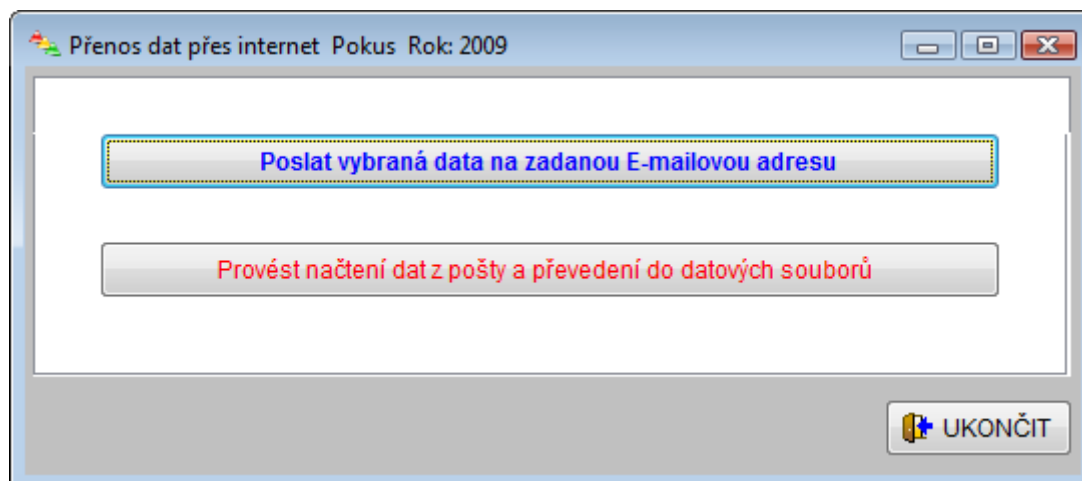 Přenos dat přes internet Pokus Rok: 2009
Poslat vybraná data na zadanou E-mailovou adresu
Provést načtení dat z pošty a převedení do datových souborů
UKONČIT